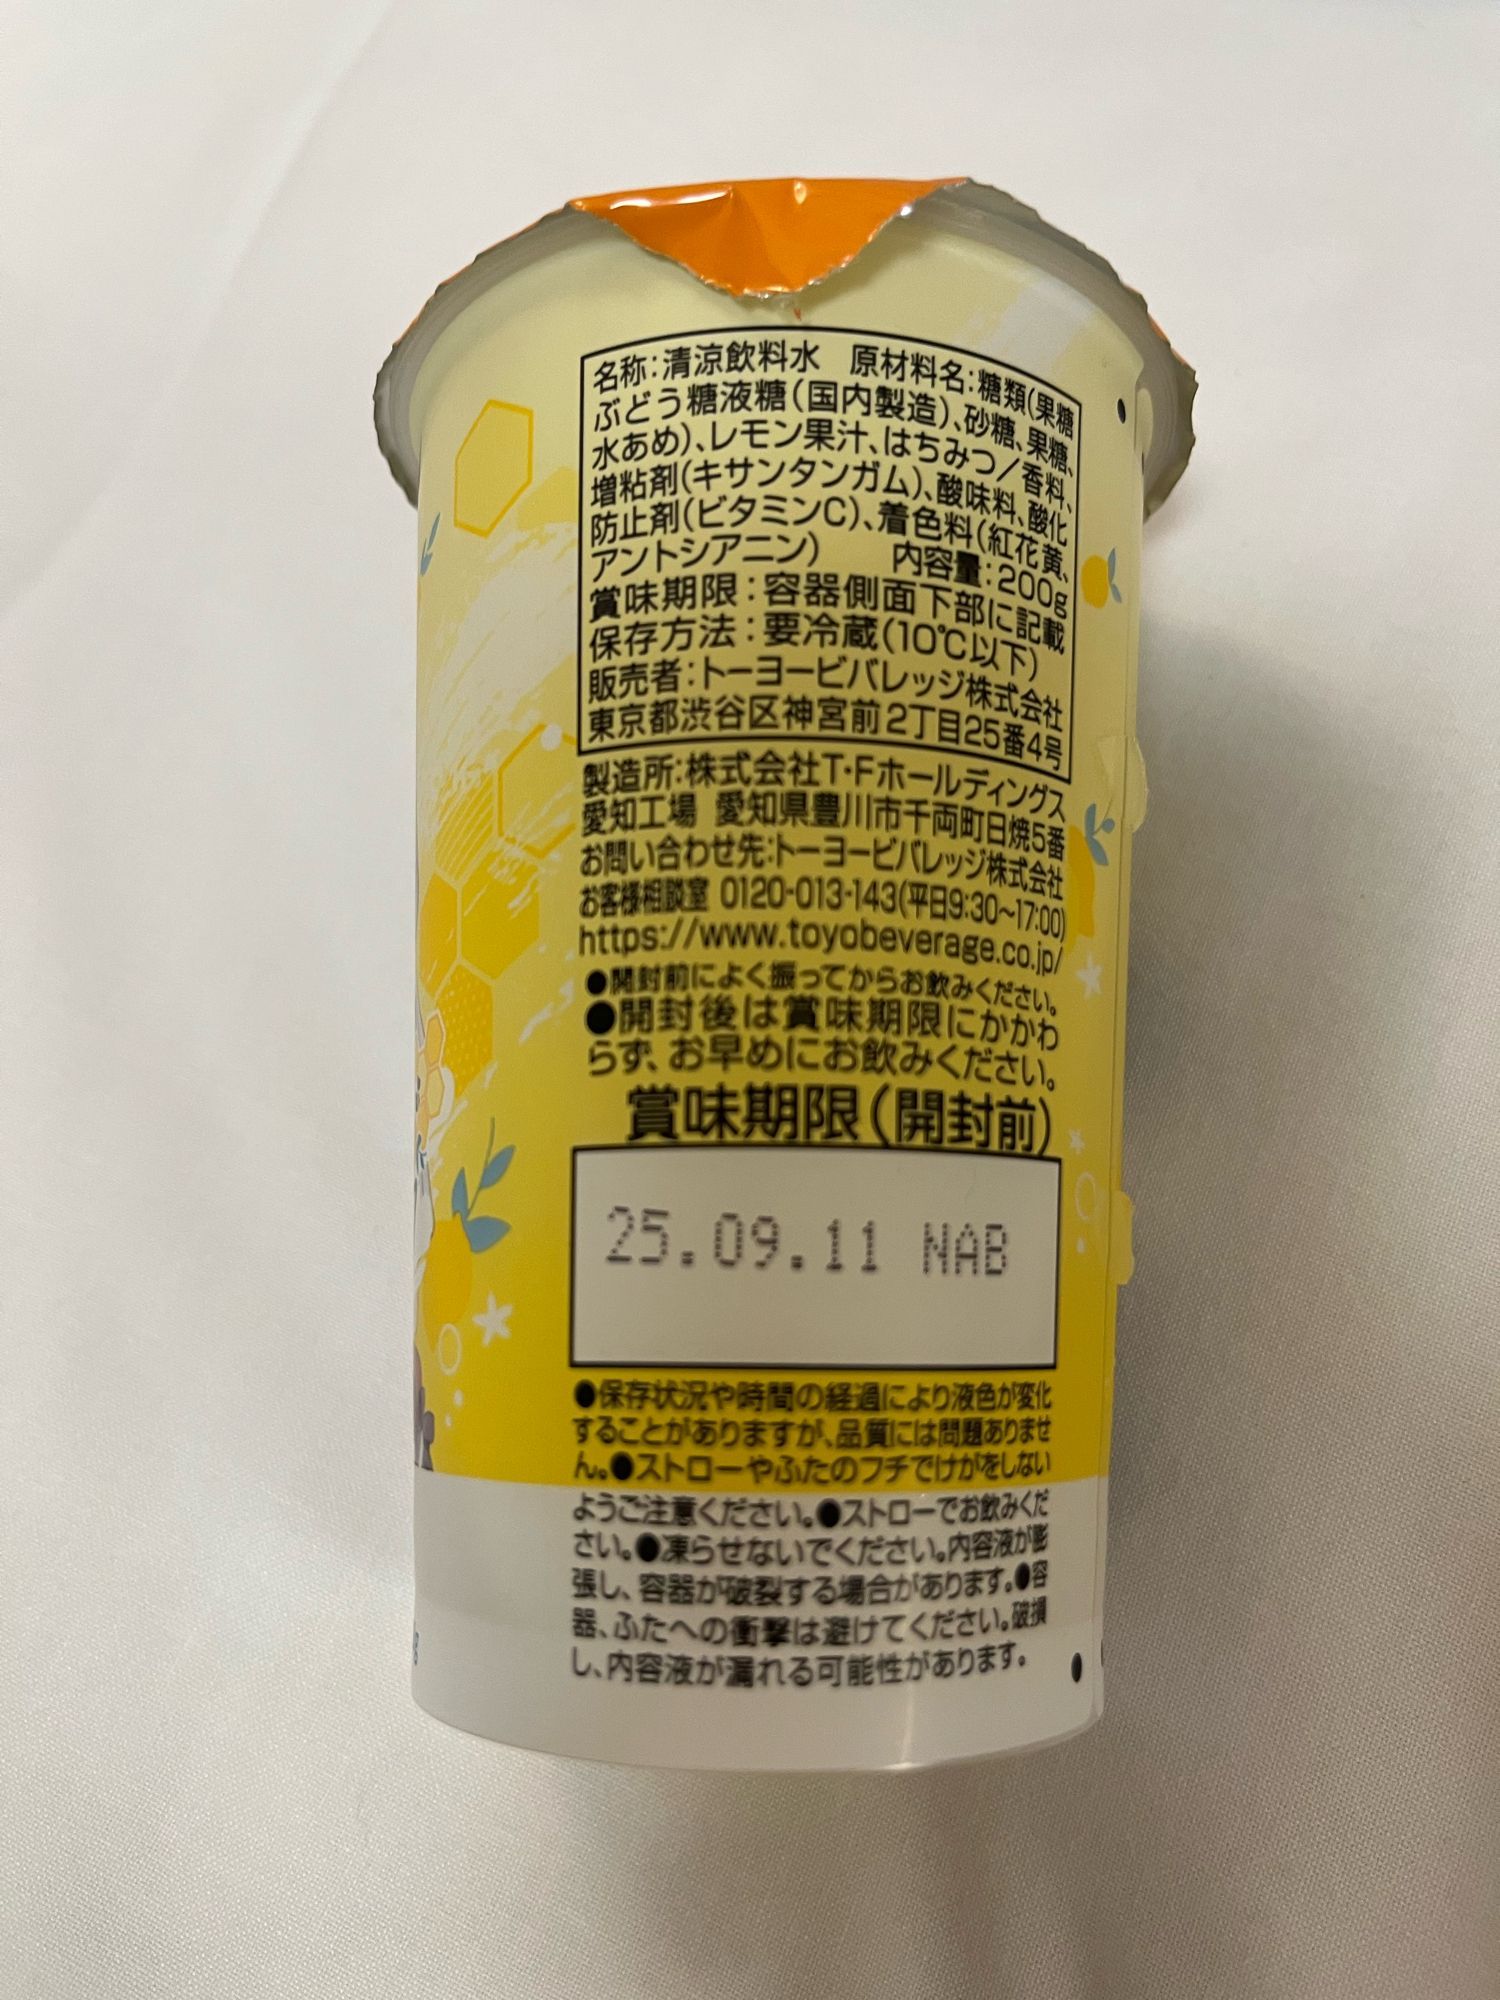 名称:清涼飲料水 原材料名:糖類(果糖
ぶどう糖液糖(国内製造)、砂糖、果糖、
水あめ)、レモン果汁、はちみつ/香料、
増粘剤(キサンタンガム)、酸味料、酸化
防止剤(ビタミンC)、着色料(紅花黄、
アントシアニン) 内容量:200g
賞味期限:容器側面下部に記載
保存方法:要冷蔵(10℃以下)
販売者:トーヨービバレッジ株式会社
東京都渋谷区神宮前2丁目25番4号
製造所:株式会社T・Fホールディングス
愛知工場 愛知県豊川市千両町日焼5番
お問い合わせ先:トーヨービバレッジ株式会社
お客様相談室 0120-013-143(平日9:30~17:00)
https://www.toyobeverage.co.jp/
●開封前によく振ってからお飲みください。
●開封後は賞味期限にかかわ
らず、お早めにお飲みください。
賞味期限(開封前)
25.09.11 NAB
●保存状況や時間の経過により液色が変化
することがありますが、品質には問題ありませ
ん。●ストローやふたのフチでけがをしない
ようご注意ください。●ストローでお飲みくだ
さい。●凍らせないでください。内容液が膨
張し、容器が破裂する場合があります。●容
器、ふたへの衝撃は避けてください。破損
し、内容液が漏れる可能性があります。